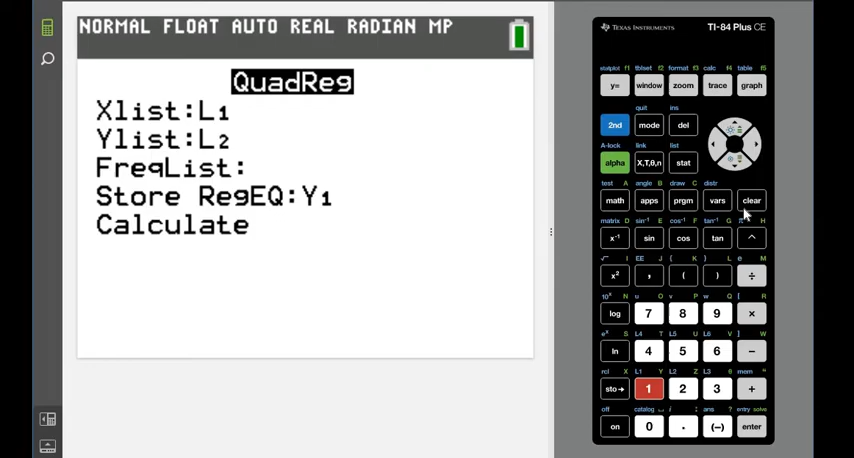 NORMAL FLOAT AUTO REAL RADIAN MP
QuadReg
Xlist:L1
Ylist:L2
FreqList:
Store RegEQ:Y1
Calculate
TEXAS INSTRUMENTS TI-84 Plus CE
statplot f1 tblset f2 format f3 calc f4 table f5
y= window zoom trace graph
quit ins
2nd mode del
A-lock link list
alpha X,T,θ,n stat
test A angle B draw C distr
math apps prgm vars clear
matrix D sin⁻¹ E cos⁻¹ F tan⁻¹ G π H
x⁻¹ sin cos tan ^
√ I EE J { K } L e M
x² , ( ) ÷
10ˣ N u O v P w Q [ R
log 7 8 9 ×
eˣ S L4 T L5 U L6 V ] W
ln 4 5 6 −
rcl X L1 Y L2 Z L3 θ mem "
sto→ 1 2 3 +
off catalog i : ans ? entry solve
on 0 . (−) enter